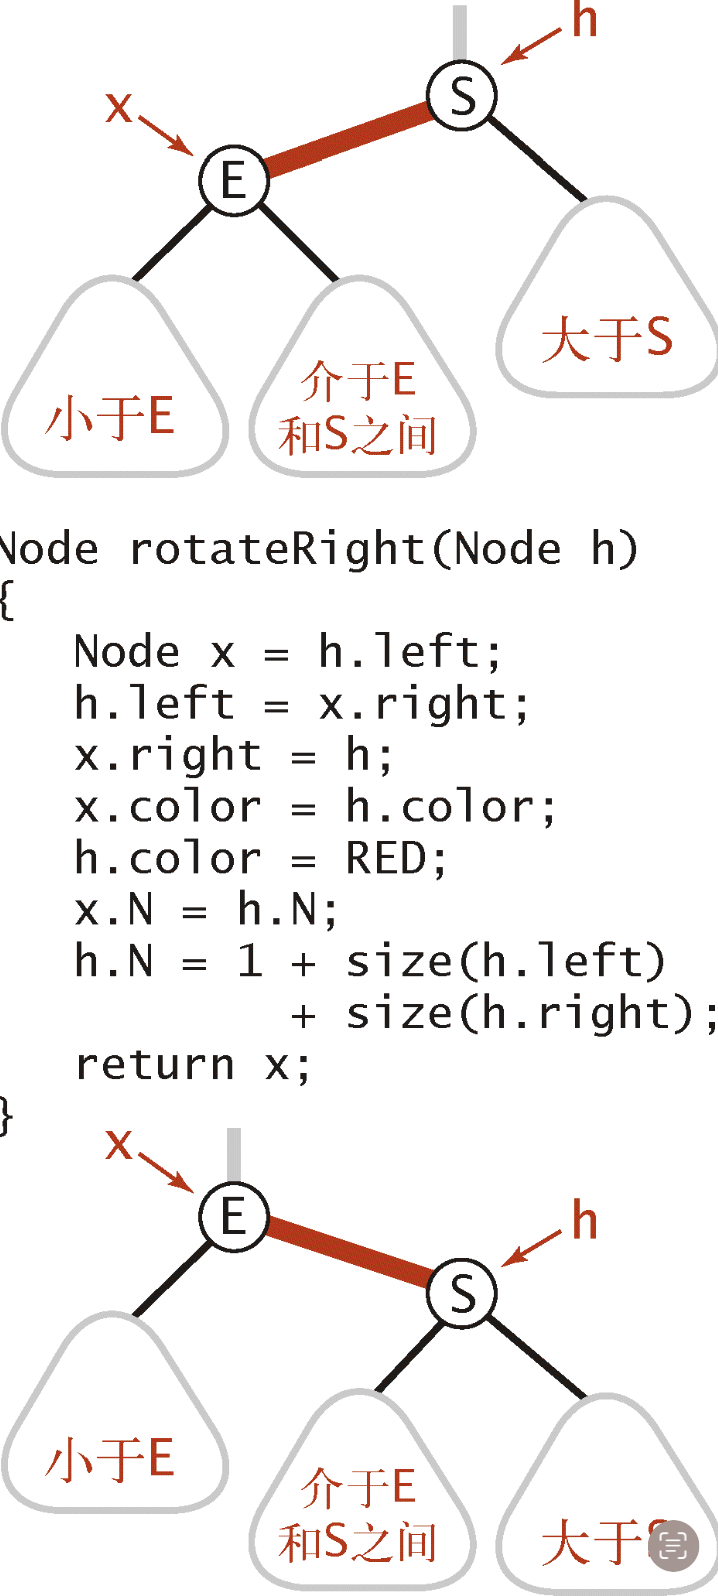 h
S
x
E
大于S
介于E
小于E
和S之间
Node rotateRight(Node h)
{
Node x = h.left;
h.left = x.right;
x.right = h;
x.color = h.color;
h.color = RED;
x.N = h.N;
h.N = 1 + size(h.left)
+ size(h.right);
return x;
}
x
E
h
S
小于E
介于E
和S之间
大于S